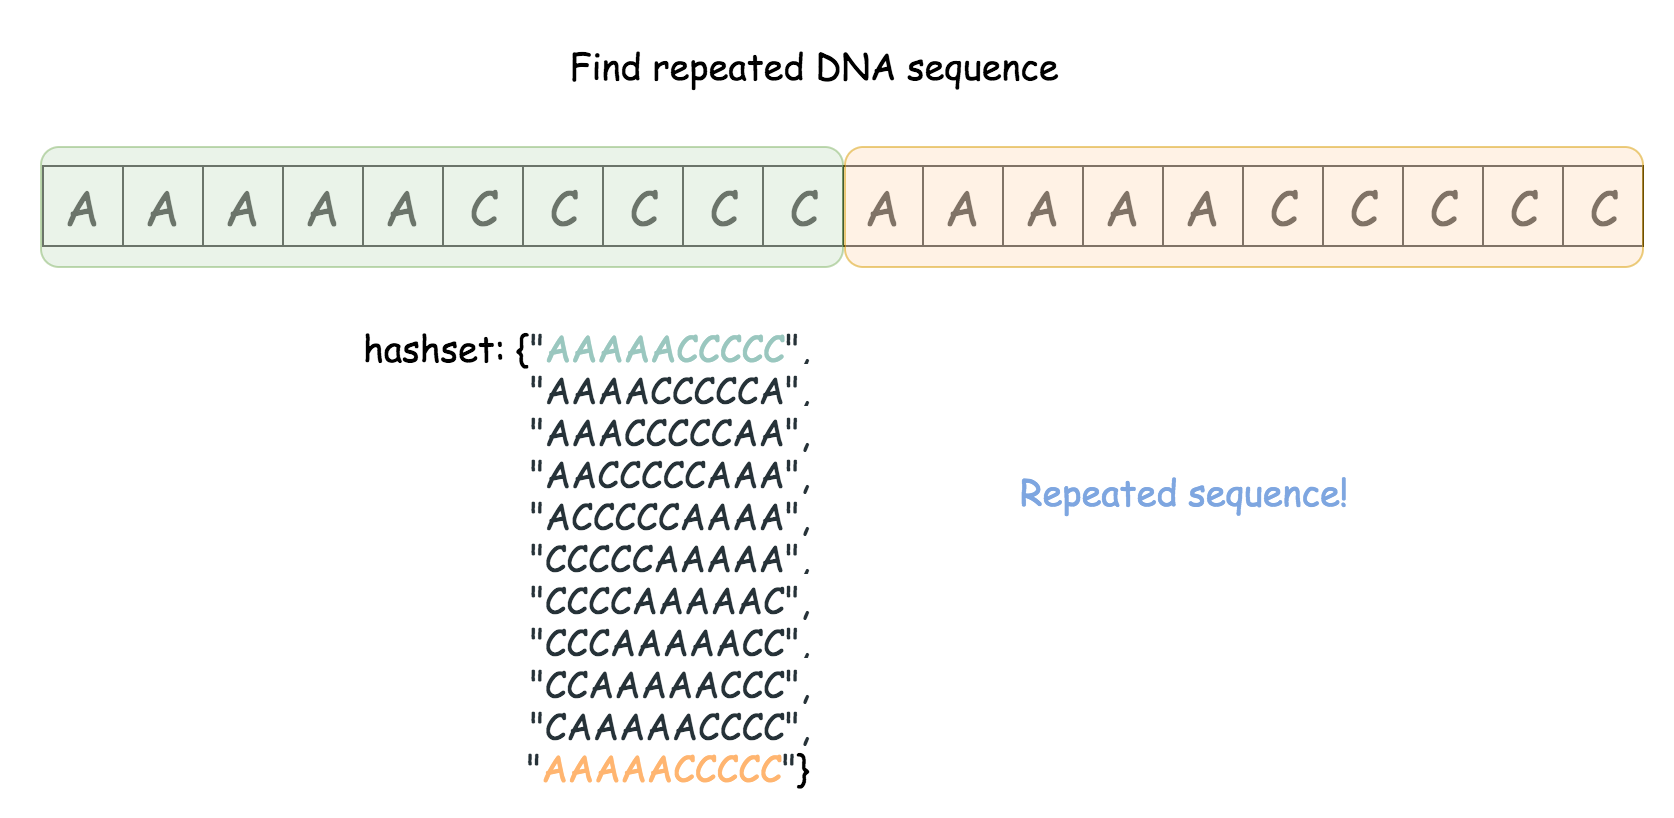 Find repeated DNA sequence
A A A A A C C C C C A A A A A C C C C C
hashset: {"AAAAACCCCC",
"AAAACCCCCA",
"AAACCCCCAA",
"AACCCCCAAA",
"ACCCCCAAAA",
"CCCCCAAAAA",
"CCCCAAAAAC",
"CCCAAAAACC",
"CCAAAAACCC",
"CAAAAACCCC",
"AAAAACCCCC"}
Repeated sequence!